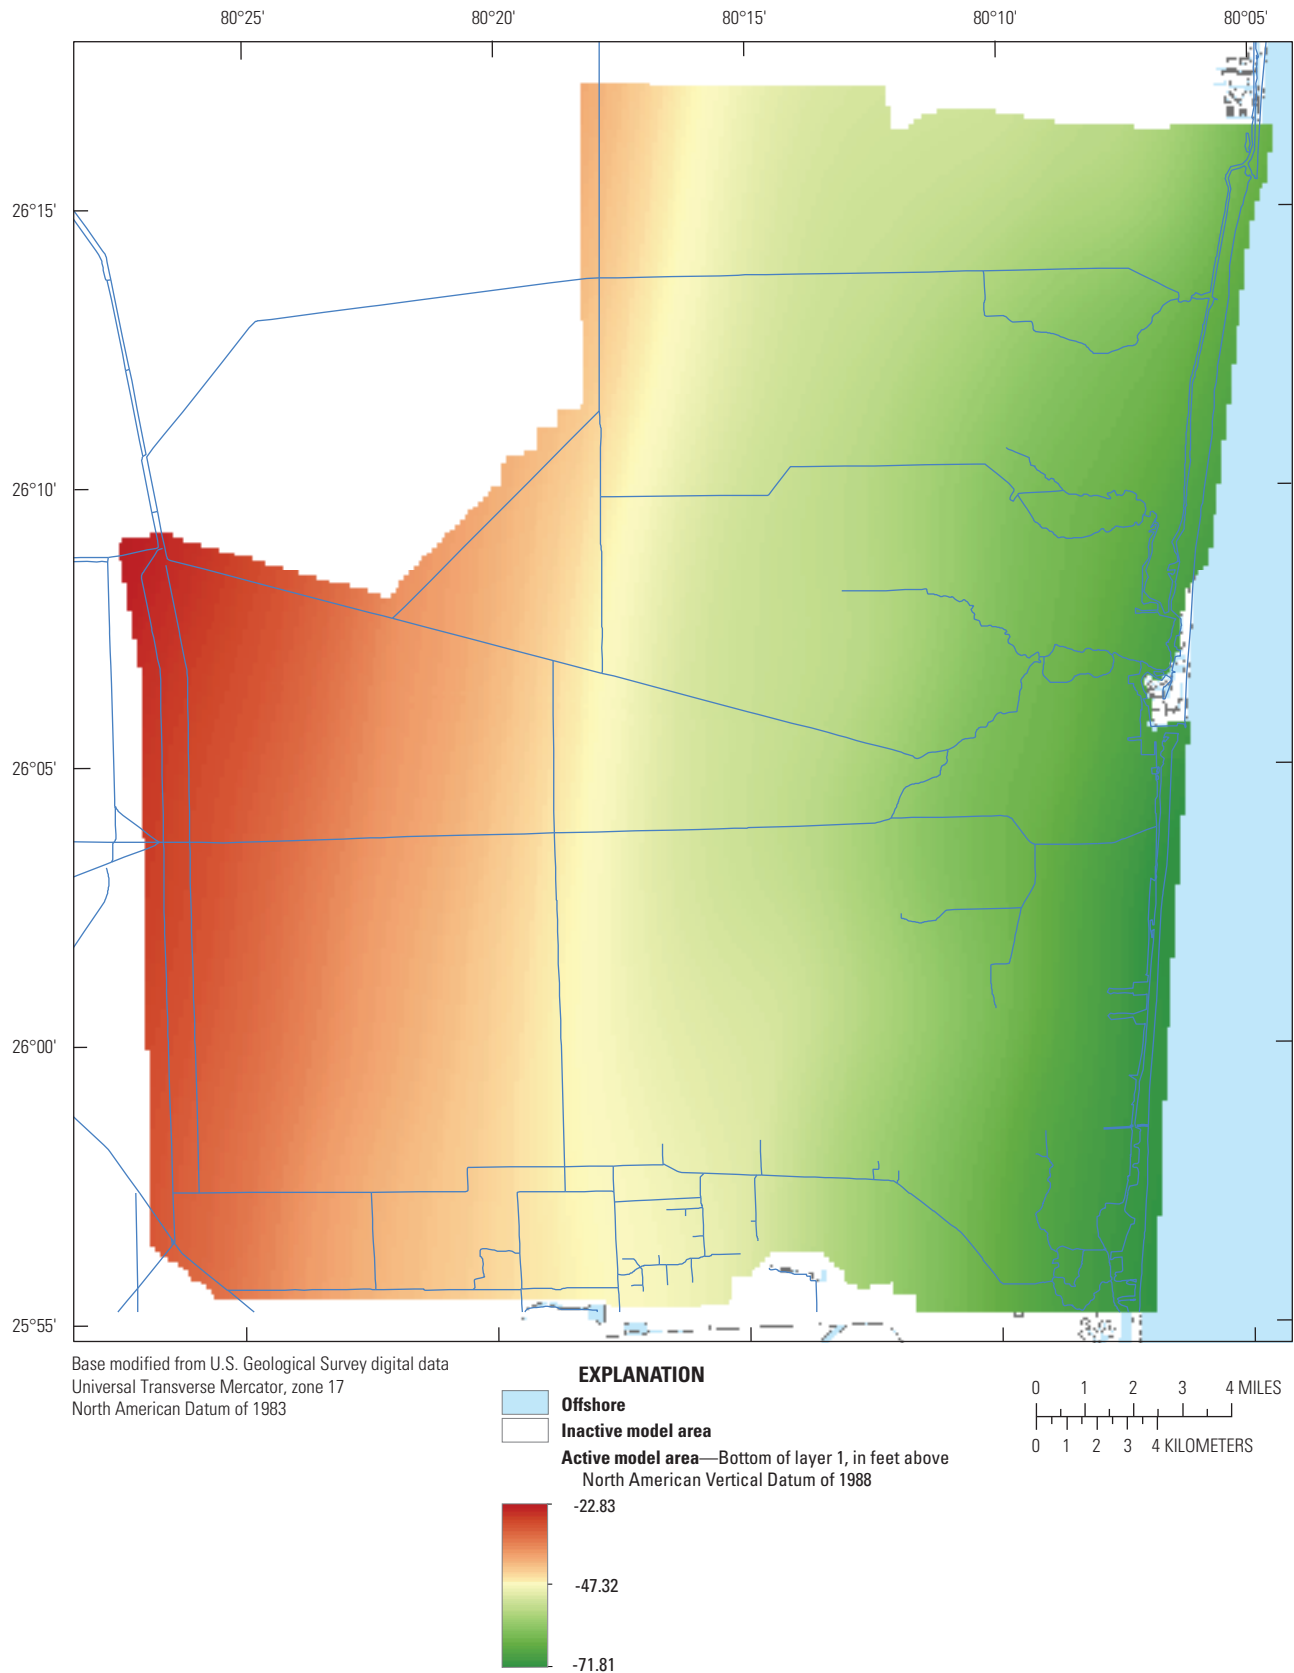 80°25' 80°20' 80°15' 80°10' 80°05'
26°15'
26°10'
26°05'
26°00'
25°55'
Base modified from U.S. Geological Survey digital data
Universal Transverse Mercator, zone 17
North American Datum of 1983
EXPLANATION
Offshore
Inactive model area
Active model area—Bottom of layer 1, in feet above
North American Vertical Datum of 1988
-22.83
-47.32
-71.81
0 1 2 3 4 MILES
0 1 2 3 4 KILOMETERS